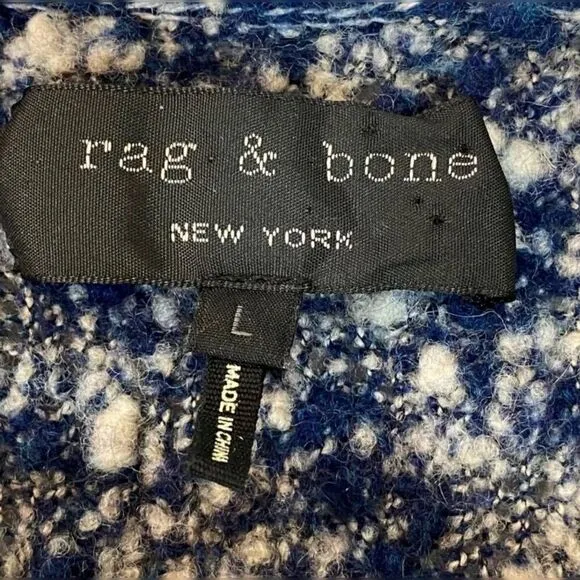 rag & bone
NEW YORK
L
MADE IN CHINA